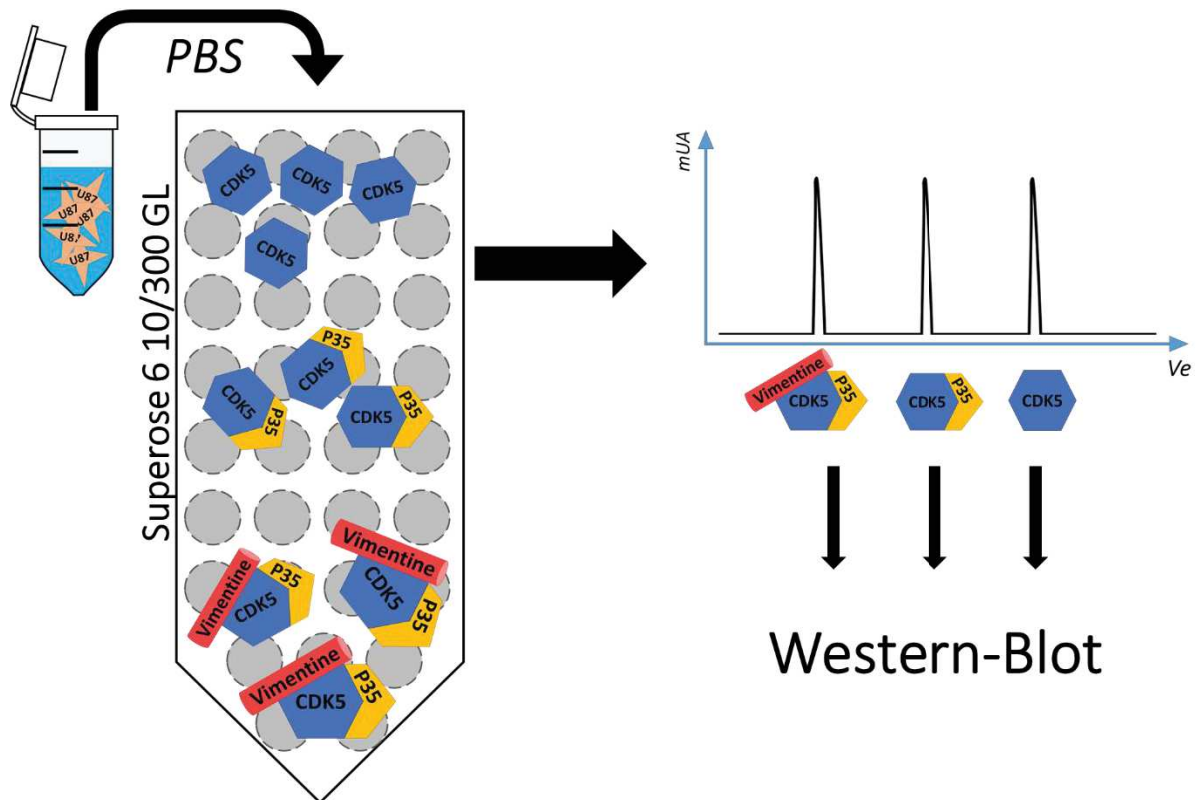 PBS
U87
U87
U87
U87
U87
Superose 6 10/300 GL
CDK5
CDK5
CDK5
CDK5
P35
CDK5
CDK5
P35
CDK5
P35
Vimentine
CDK5
P35
Vimentine
CDK5
P35
Vimentine
CDK5
P35
mUA
Ve
Vimentine
CDK5
P35
CDK5
P35
CDK5
Western-Blot